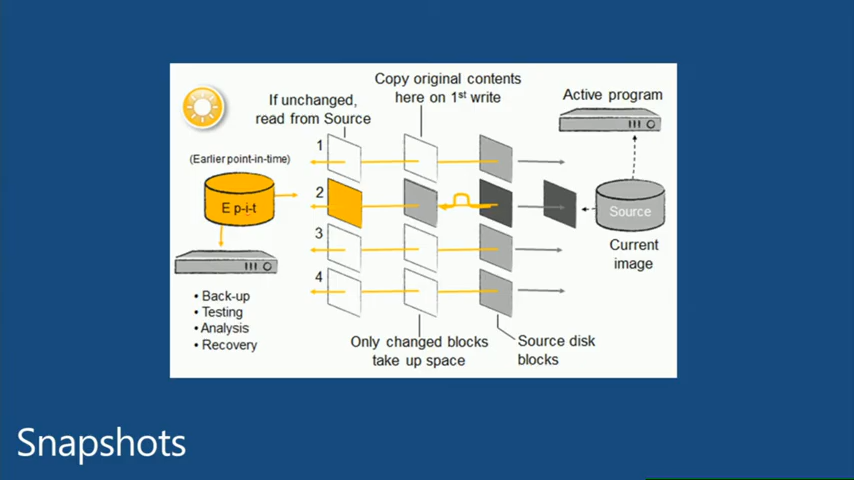 Copy original contents
here on 1st write
If unchanged,
read from Source
Active program
(Earlier point-in-time)
1
2
3
4
E p-i-t
Source
Current
image
• Back-up
• Testing
• Analysis
• Recovery
Only changed blocks
take up space
Source disk
blocks
Snapshots